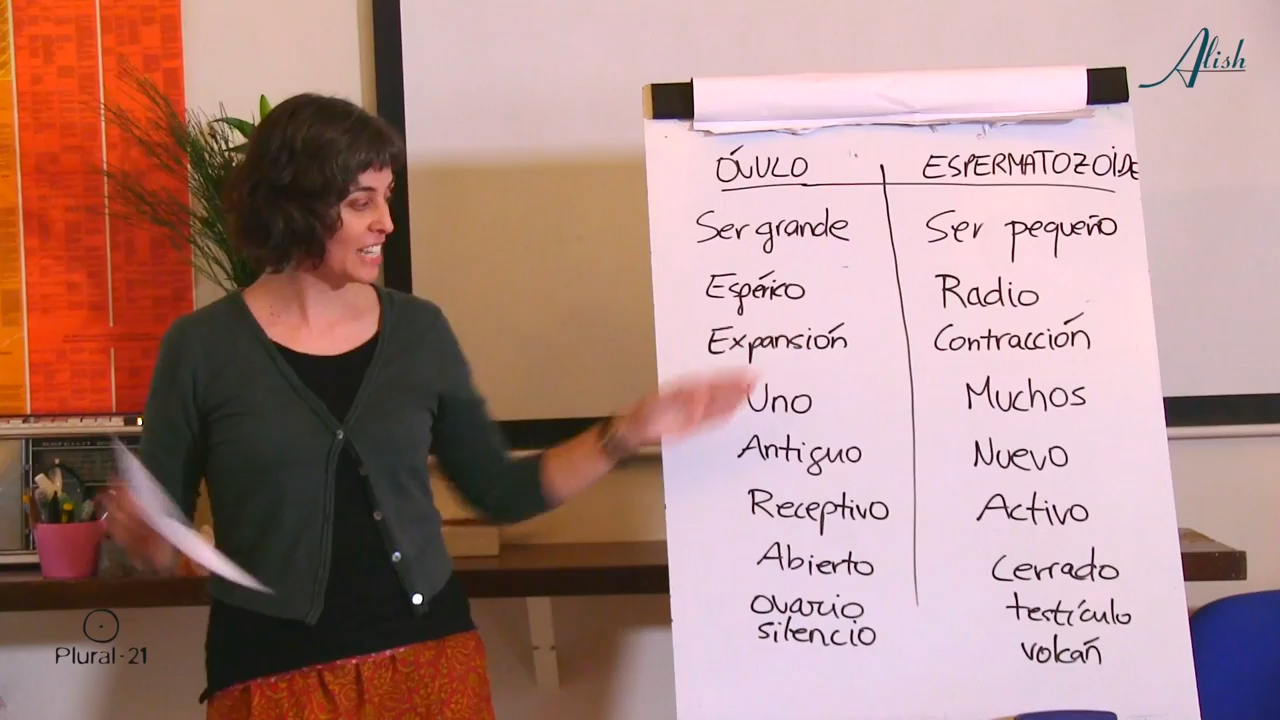 Alish
ÓVULO ESPERMATOZOIDE
Ser grande Ser pequeño
Esférico Radio
Expansión Contracción
Uno Muchos
Antiguo Nuevo
Receptivo Activo
Abierto Cerrado
ovario testículo
silencio volcán
Plural-21